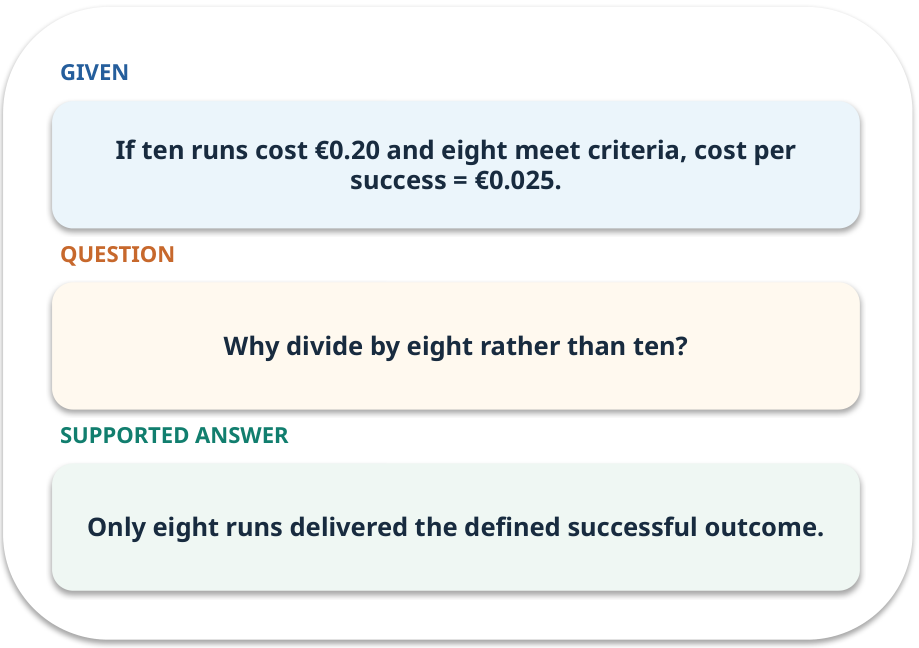 GIVEN
If ten runs cost €0.20 and eight meet criteria, cost per
success = €0.025.
QUESTION
Why divide by eight rather than ten?
SUPPORTED ANSWER
Only eight runs delivered the defined successful outcome.